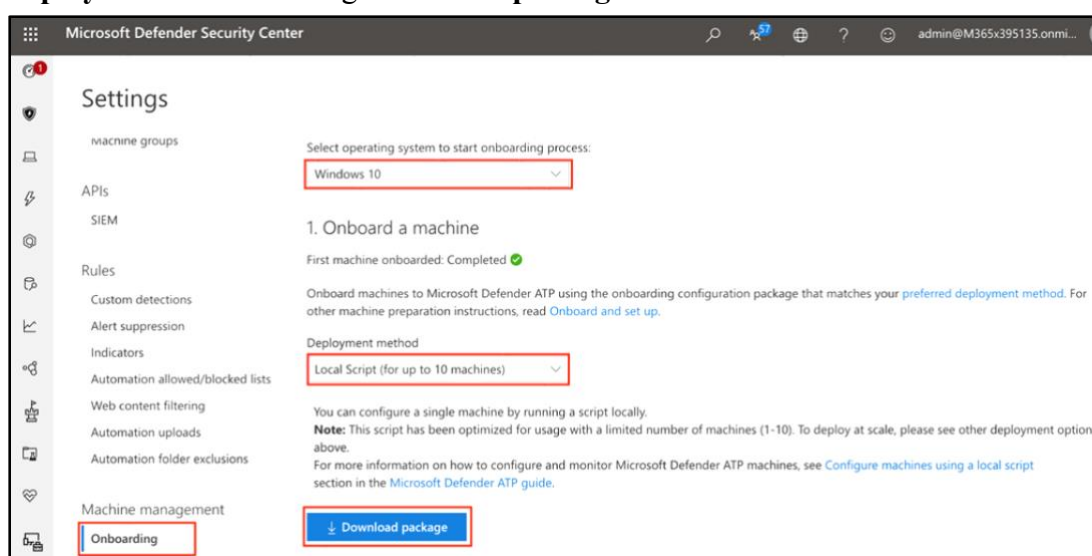 Microsoft Defender Security Center
57
?
admin@M365x395135.onmi...
1
Settings
Machine groups
APIs
SIEM
Rules
Custom detections
Alert suppression
Indicators
Automation allowed/blocked lists
Web content filtering
Automation uploads
Automation folder exclusions
Machine management
Onboarding
Select operating system to start onboarding process:
Windows 10
1. Onboard a machine
First machine onboarded: Completed
Onboard machines to Microsoft Defender ATP using the onboarding configuration package that matches your preferred deployment method. For
other machine preparation instructions, read Onboard and set up.
Deployment method
Local Script (for up to 10 machines)
You can configure a single machine by running a script locally.
Note: This script has been optimized for usage with a limited number of machines (1-10). To deploy at scale, please see other deployment option
above.
For more information on how to configure and monitor Microsoft Defender ATP machines, see Configure machines using a local script
section in the Microsoft Defender ATP guide.
Download package